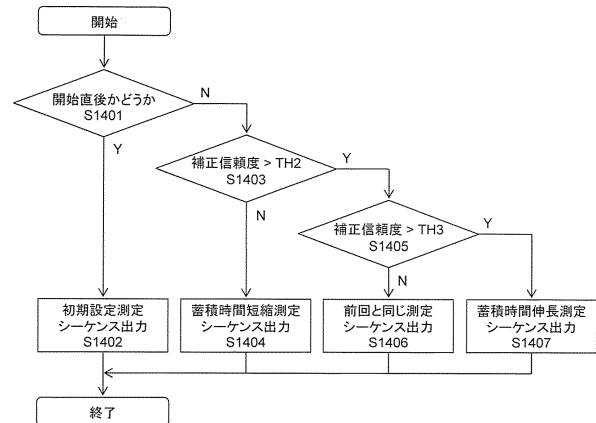 開始
開始直後かどうか
S1401
N
Y
補正信頼度 > TH2
S1403
Y
N
補正信頼度 > TH3
S1405
Y
N
初期設定測定
シーケンス出力
S1402
蓄積時間短縮測定
シーケンス出力
S1404
前回と同じ測定
シーケンス出力
S1406
蓄積時間伸長測定
シーケンス出力
S1407
終了